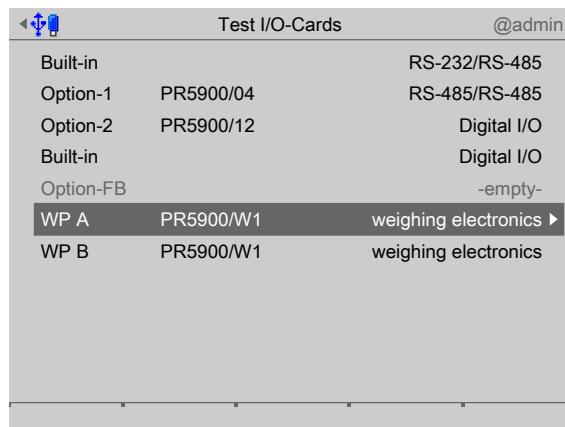 Test I/O-Cards @admin
Built-in RS-232/RS-485
Option-1 PR5900/04 RS-485/RS-485
Option-2 PR5900/12 Digital I/O
Built-in Digital I/O
Option-FB -empty-
WP A PR5900/W1 weighing electronics
WP B PR5900/W1 weighing electronics